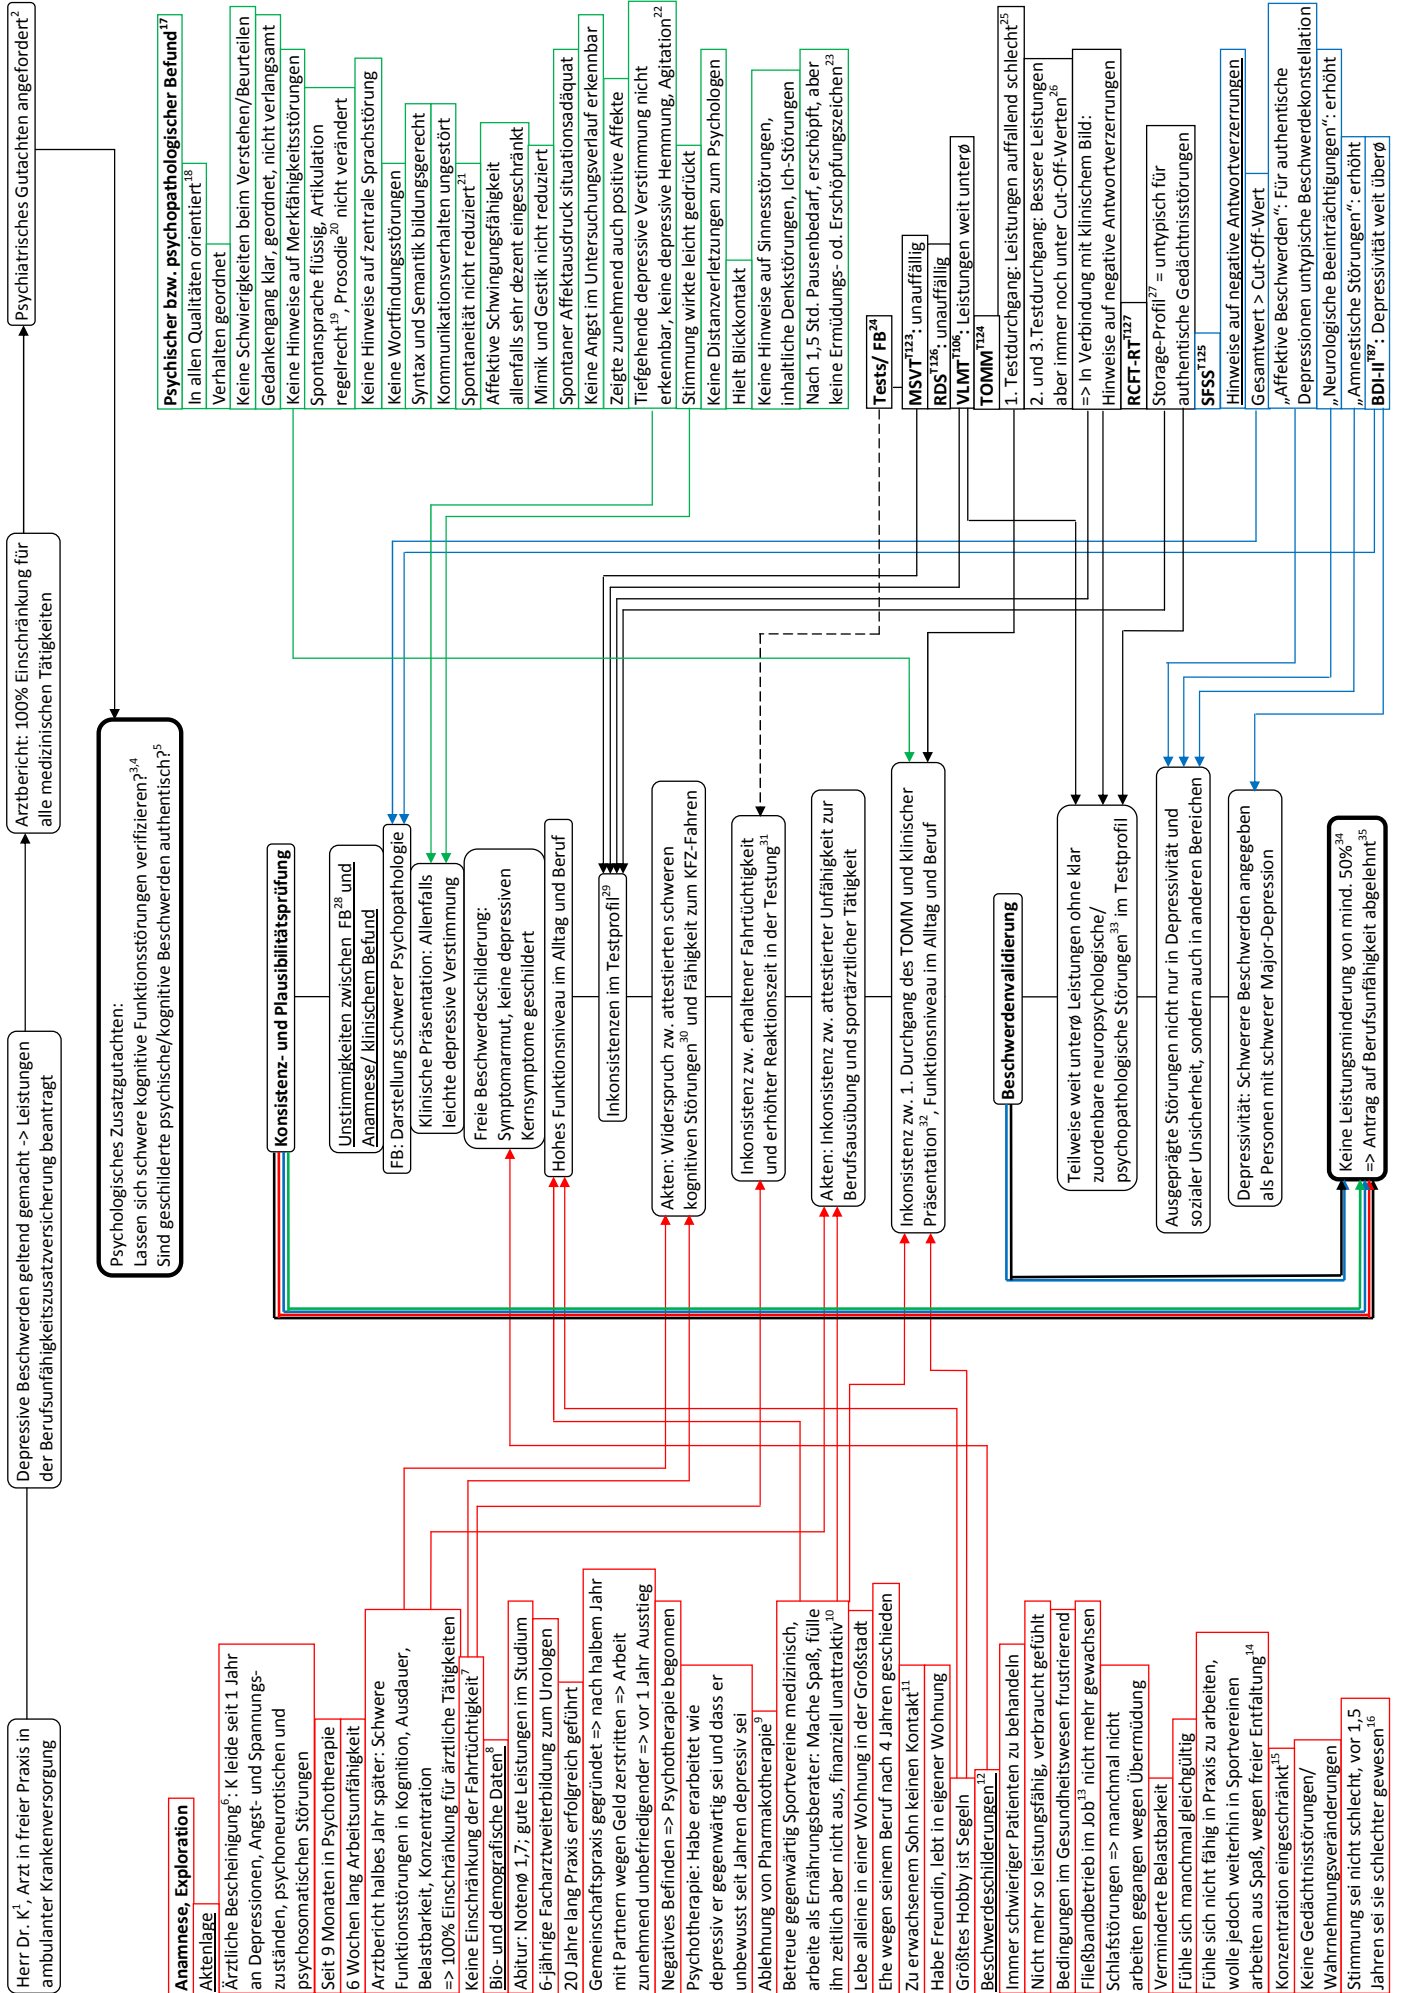 Herr Dr. K¹, Arzt in freier Praxis in
ambulanter Krankenversorgung
Depressive Beschwerden geltend gemacht -> Leistungen
der Berufsunfähigkeitszusatzversicherung beantragt
Arztbericht: 100% Einschränkung für
alle medizinischen Tätigkeiten
Psychiatrisches Gutachten angefordert²
Psychologisches Zusatzgutachten:
Lassen sich schwere kognitive Funktionsstörungen verifizieren?³,⁴
Sind geschilderte psychische/kognitive Beschwerden authentisch?⁵
Anamnese, Exploration
Aktenlage
Ärztliche Bescheinigung⁶: K leide seit 1 Jahr
an Depressionen, Angst- und Spannungs-
zuständen, psychoneurotischen und
psychosomatischen Störungen
Seit 9 Monaten in Psychotherapie
6 Wochen lang Arbeitsunfähigkeit
Arztbericht halbes Jahr später: Schwere
Funktionsstörungen in Kognition, Ausdauer,
Belastbarkeit, Konzentration
=> 100% Einschränkung für ärztliche Tätigkeiten
Keine Einschränkung der Fahrtüchtigkeit⁷
Bio- und demografische Daten⁸
Abitur: Notenø 1,7; gute Leistungen im Studium
6-jährige Facharztweiterbildung zum Urologen
20 Jahre lang Praxis erfolgreich geführt
Gemeinschaftspraxis gegründet => nach halbem Jahr
mit Partnern wegen Geld zerstritten => Arbeit
zunehmend unbefriedigender => vor 1 Jahr Ausstieg
Negatives Befinden => Psychotherapie begonnen
Psychotherapie: Habe erarbeitet wie
depressiv er gegenwärtig sei und dass er
unbewusst seit Jahren depressiv sei
Ablehnung von Pharmakotherapie⁹
Betreue gegenwärtig Sportvereine medizinisch,
arbeite als Ernährungsberater: Mache Spaß, fülle
ihn zeitlich aber nicht aus, finanziell unattraktiv¹⁰
Lebe alleine in einer Wohnung in der Großstadt
Ehe wegen seinem Beruf nach 4 Jahren geschieden
Zu erwachsenem Sohn keinen Kontakt¹¹
Habe Freundin, lebt in eigener Wohnung
Größtes Hobby ist Segeln
Beschwerdeschilderungen¹²
Immer schwieriger Patienten zu behandeln
Nicht mehr so leistungsfähig, verbraucht gefühlt
Bedingungen im Gesundheitswesen frustrierend
Fließbandbetrieb im Job¹³ nicht mehr gewachsen
Schlafstörungen => manchmal nicht
arbeiten gegangen wegen Übermüdung
Verminderte Belastbarkeit
Fühle sich manchmal gleichgültig
Fühle sich nicht fähig in Praxis zu arbeiten,
wolle jedoch weiterhin in Sportvereinen
arbeiten aus Spaß, wegen freier Entfaltung¹⁴
Konzentration eingeschränkt¹⁵
Keine Gedächtnisstörungen/
Wahrnehmungsveränderungen
Stimmung sei nicht schlecht, vor 1,5
Jahren sei sie schlechter gewesen¹⁶
Konsistenz- und Plausibilitätsprüfung
Unstimmigkeiten zwischen FB²⁸ und
Anamnese/ klinischem Befund
FB: Darstellung schwerer Psychopathologie
Klinische Präsentation: Allenfalls
leichte depressive Verstimmung
Freie Beschwerdeschilderung:
Symptomarmut, keine depressiven
Kernsymptome geschildert
Hohes Funktionsniveau im Alltag und Beruf
Inkonsistenzen im Testprofil²⁹
Akten: Widerspruch zw. attestierten schweren
kognitiven Störungen³⁰ und Fähigkeit zum KFZ-Fahren
Inkonsistenz zw. erhaltener Fahrtüchtigkeit
und erhöhter Reaktionszeit in der Testung³¹
Akten: Inkonsistenz zw. attestierter Unfähigkeit zur
Berufsausübung und sportärztlicher Tätigkeit
Inkonsistenz zw. 1. Durchgang des TOMM und klinischer
Präsentation³², Funktionsniveau im Alltag und Beruf
Beschwerdenvalidierung
Teilweise weit unterø Leistungen ohne klar
zuordenbare neuropsychologische/
psychopathologische Störungen³³ im Testprofil
Ausgeprägte Störungen nicht nur in Depressivität und
sozialer Unsicherheit, sondern auch in anderen Bereichen
Depressivität: Schwerere Beschwerden angegeben
als Personen mit schwerer Major-Depression
Keine Leistungsminderung von mind. 50%³⁴
=> Antrag auf Berufsunfähigkeit abgelehnt³⁵
Psychischer bzw. psychopathologischer Befund¹⁷
In allen Qualitäten orientiert¹⁸
Verhalten geordnet
Keine Schwierigkeiten beim Verstehen/Beurteilen
Gedankengang klar, geordnet, nicht verlangsamt
Keine Hinweise auf Merkfähigkeitsstörungen
Spontansprache flüssig, Artikulation
regelrecht¹⁹, Prosodie²⁰ nicht verändert
Keine Hinweise auf zentrale Sprachstörung
Keine Wortfindungsstörungen
Syntax und Semantik bildungsgerecht
Kommunikationsverhalten ungestört
Spontaneität nicht reduziert²¹
Affektive Schwingungsfähigkeit
allenfalls sehr dezent eingeschränkt
Mimik und Gestik nicht reduziert
Spontaner Affektausdruck situationsadäquat
Keine Angst im Untersuchungsverlauf erkennbar
Zeigte zunehmend auch positive Affekte
Tiefgehende depressive Verstimmung nicht
erkennbar, keine depressive Hemmung, Agitation²²
Stimmung wirkte leicht gedrückt
Keine Distanzverletzungen zum Psychologen
Hielt Blickkontakt
Keine Hinweise auf Sinnesstörungen,
inhaltliche Denkstörungen, Ich-Störungen
Nach 1,5 Std. Pausenbedarf, erschöpft, aber
keine Ermüdungs- od. Erschöpfungszeichen²³
Tests/ FB²⁴
MSVT^T123: unauffällig
RDS^T126: unauffällig
VLMT^T106: Leistungen weit unterø
TOMM^T124
1. Testdurchgang: Leistungen auffallend schlecht²⁵
2. und 3.Testdurchgang: Bessere Leistungen
aber immer noch unter Cut-Off-Werten²⁶
=> In Verbindung mit klinischem Bild:
Hinweise auf negative Antwortverzerrungen
RCFT-RT^T127
Storage-Profil²⁷ = untypisch für
authentische Gedächtnisstörungen
SFSS^T125
Hinweise auf negative Antwortverzerrungen
Gesamtwert > Cut-Off-Wert
„Affektive Beschwerden“: Für authentische
Depressionen untypische Beschwerdekonstellation
„Neurologische Beeinträchtigungen“: erhöht
„Amnestische Störungen“: erhöht
BDI-II^T87: Depressivität weit überø